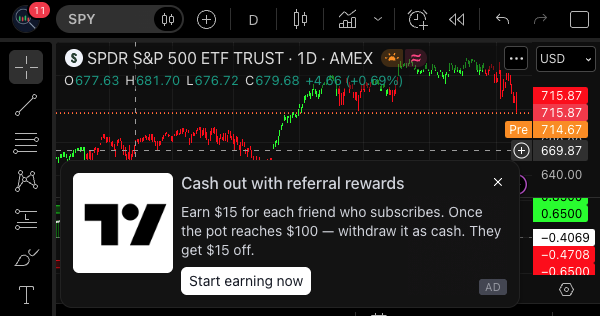 11
SPY
D
SPDR S&P 500 ETF TRUST · 1D · AMEX
USD
O677.63 H681.70 L676.72 C679.68 +4.66 (+0.69%)
715.87
715.87
Pre 714.67
669.87
640.00
0.6500
−0.4069
−0.4708
−0.6500
Cash out with referral rewards
Earn $15 for each friend who subscribes. Once
the pot reaches $100 — withdraw it as cash. They
get $15 off.
Start earning now
AD